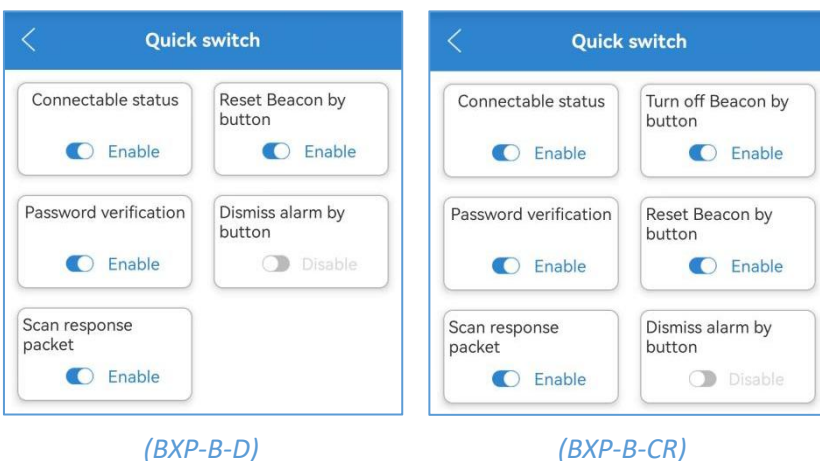 Quick switch
Connectable status
Enable
Reset Beacon by
button
Enable
Password verification
Enable
Dismiss alarm by
button
Disable
Scan response
packet
Enable
(BXP-B-D)
Quick switch
Connectable status
Enable
Turn off Beacon by
button
Enable
Password verification
Enable
Reset Beacon by
button
Enable
Scan response
packet
Enable
Dismiss alarm by
button
Disable
(BXP-B-CR)